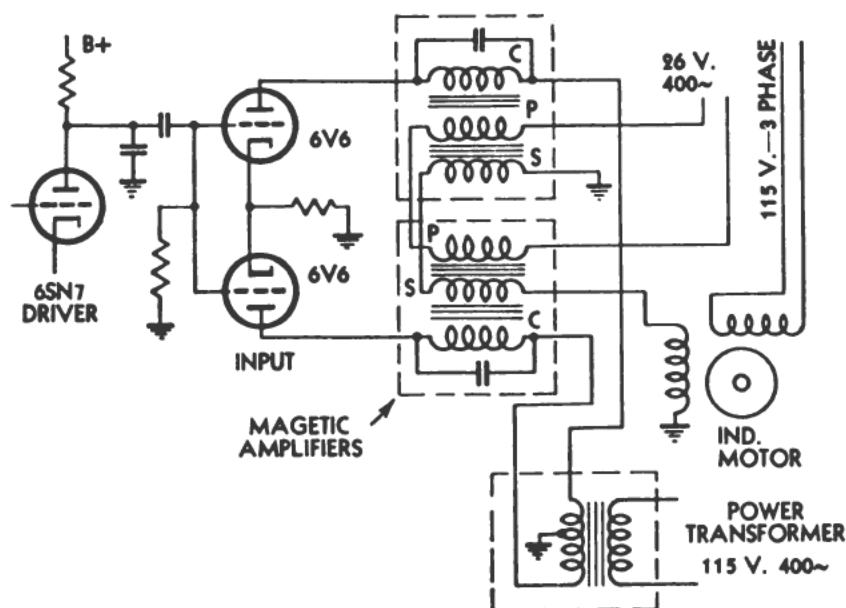 B+
C
26 V.
400~
115 V.—3 PHASE
P
6V6
S
P
6V6
S
6SN7
DRIVER
C
INPUT
MAGETIC
AMPLIFIERS
IND.
MOTOR
POWER
TRANSFORMER
115 V. 400~